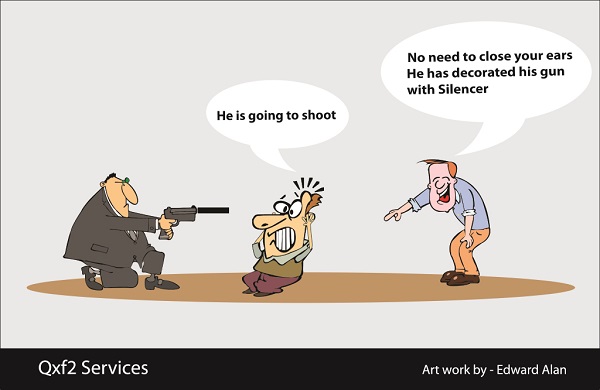 No need to close your ears
He has decorated his gun
with Silencer
He is going to shoot
Qxf2 Services
Art work by - Edward Alan